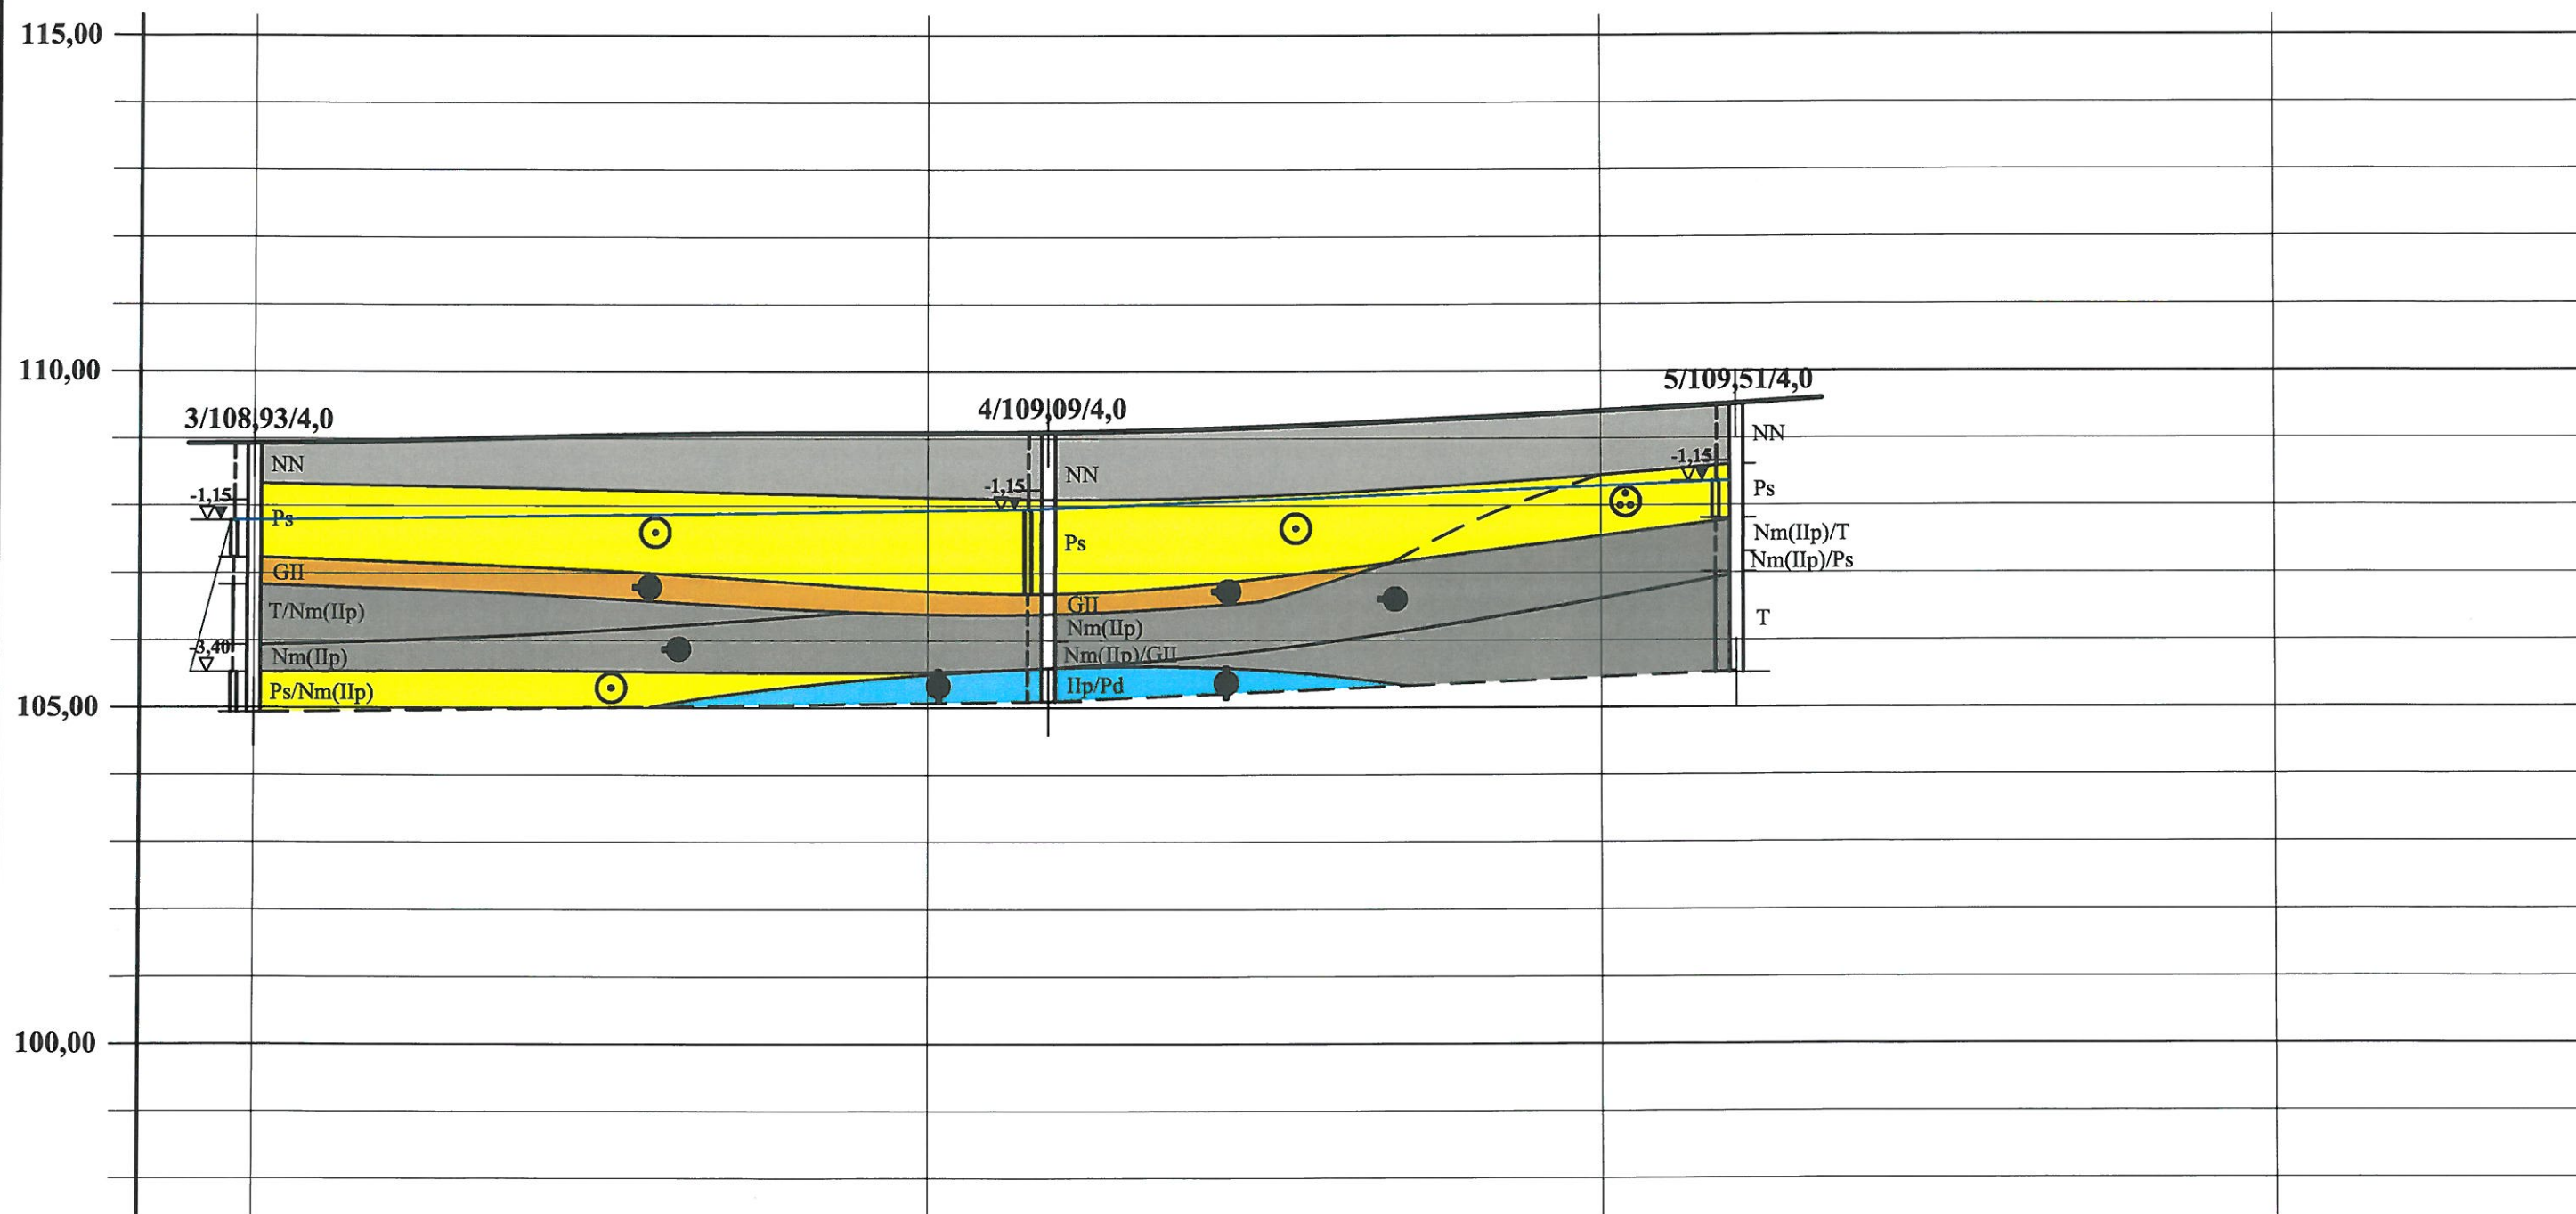 115,00
110,00
5/109,51/4,0
4/109,09/4,0
3/108,93/4,0
NN
NN
NN
-1,15
-1,15
-1,15
Ps
Ps
Ps
Nm(IIp)/T
Nm(IIp)/Ps
GII
GII
T/Nm(IIp)
Nm(IIp)
T
-3,40
Nm(IIp)
Nm(IIp)/GII
Ps/Nm(IIp)
IIp/Pd
105,00
100,00